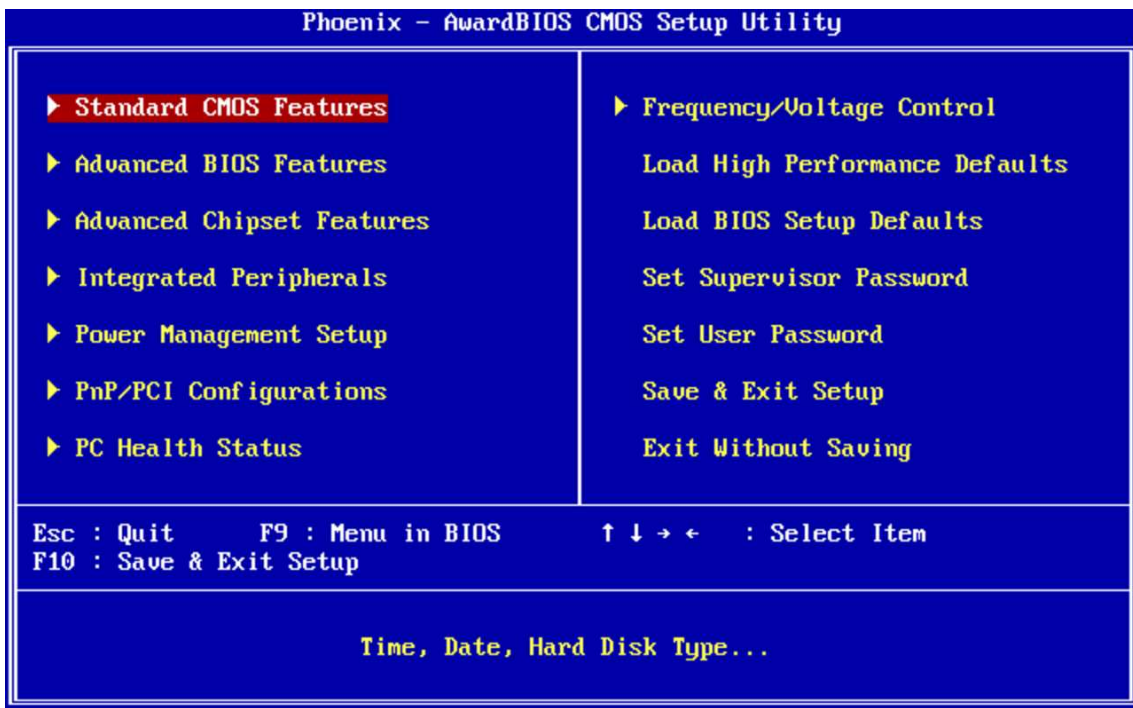 Phoenix - AwardBIOS CMOS Setup Utility
Standard CMOS Features
Advanced BIOS Features
Advanced Chipset Features
Integrated Peripherals
Power Management Setup
PnP/PCI Configurations
PC Health Status
Frequency/Voltage Control
Load High Performance Defaults
Load BIOS Setup Defaults
Set Supervisor Password
Set User Password
Save & Exit Setup
Exit Without Saving
Esc : Quit F9 : Menu in BIOS ↑ ↓ → ← : Select Item
F10 : Save & Exit Setup
Time, Date, Hard Disk Type...